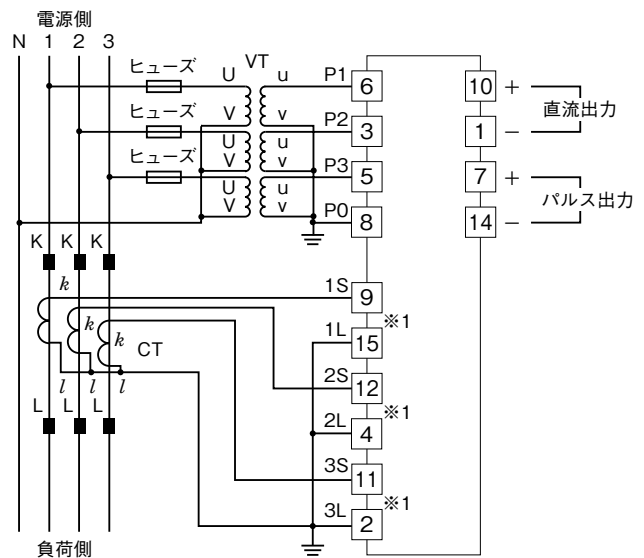 電源側
N 1 2 3
ヒューズ
ヒューズ
ヒューズ
VT
U u
V v
U u
V v
U u
V v
P1 6
P2 3
P3 5
P0 8
10 +
1 −
直流出力
7 +
14 −
パルス出力
K K K
k
k
k
CT
l l l
L L L
1S 9
※1
1L 15
2S 12
※1
2L 4
3S 11
※1
3L 2
負荷側